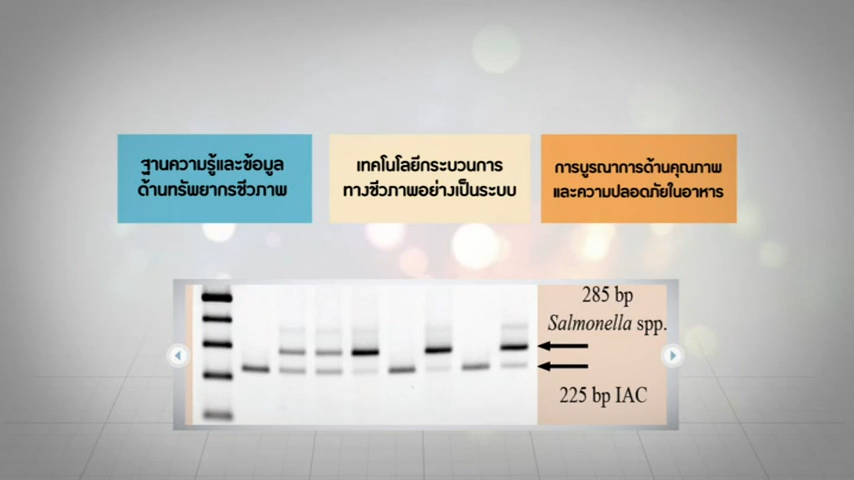 ฐานความรู้และข้อมูล
ด้านทรัพยากรชีวภาพ
เทคโนโลยีกระบวนการ
ทางชีวภาพอย่างเป็นระบบ
การบูรณาการด้านคุณภาพ
และความปลอดภัยในอาหาร
285 bp
Salmonella spp.
225 bp IAC